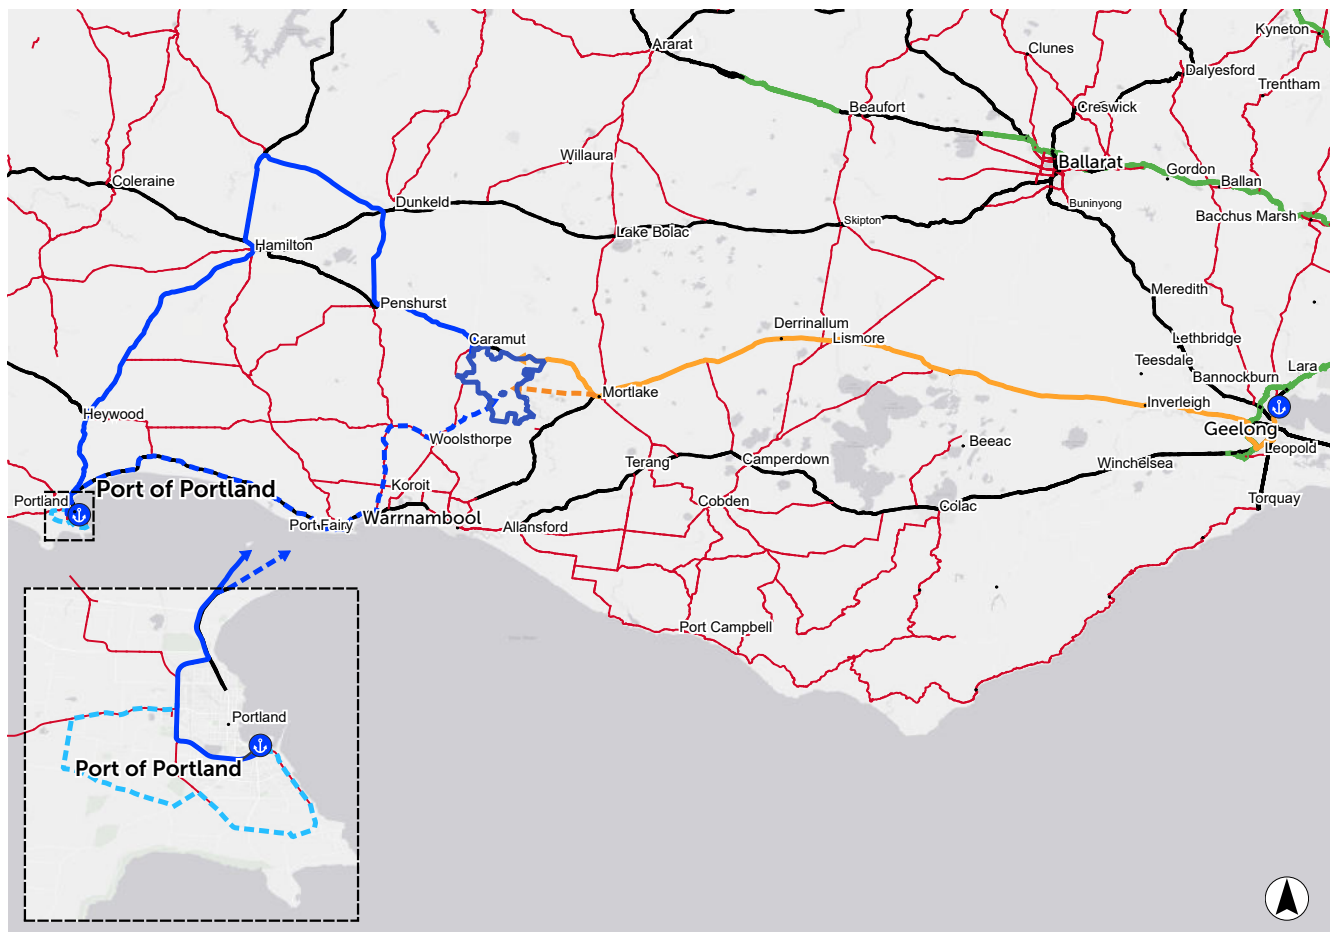 Kyneton
Ararat
Clunes
Dalyesford
Trentham
Beaufort
Creswick
Willaura
Ballarat
Gordon
Ballan
Coleraine
Dunkeld
Buninyong
Bacchus Marsh
Skipton
Lake Bolac
Hamilton
Meredith
Penshurst
Derrinallum
Lismore
Caramut
Lethbridge
Teesdale
Lara
Bannockburn
Mortlake
Inverleigh
Heywood
Geelong
Woolsthorpe
Beeac
Leopold
Terang
Camperdown
Winchelsea
Koroit
Port of Portland
Portland
Cobden
Torquay
Colac
Port Fairy
Warrnambool
Allansford
Port Campbell
Portland
Port of Portland